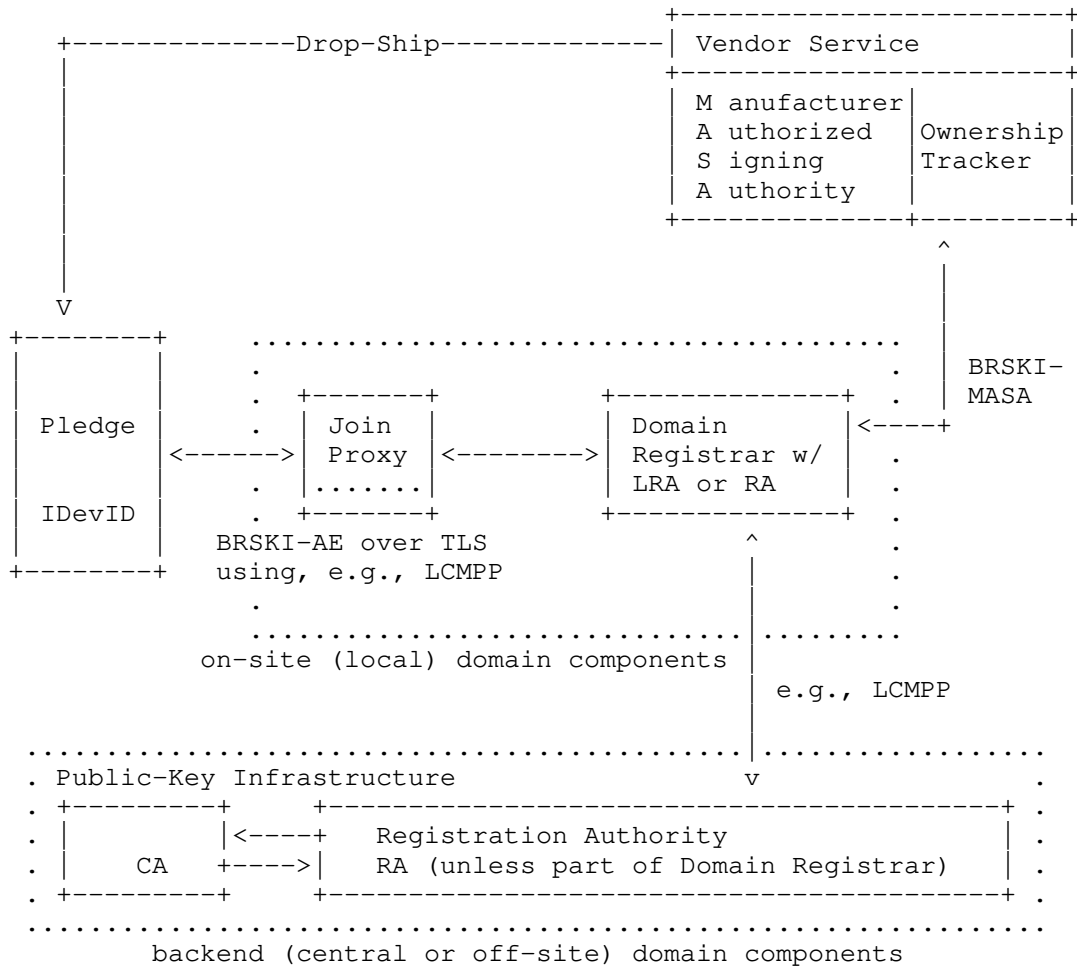 Drop-Ship
Vendor Service
M anufacturer
A uthorized Ownership
S igning Tracker
A uthority
V
BRSKI-
MASA
Pledge Join Domain
Proxy Registrar w/
LRA or RA
IDevID
BRSKI-AE over TLS
using, e.g., LCMPP
on-site (local) domain components
e.g., LCMPP
Public-Key Infrastructure v
Registration Authority
CA RA (unless part of Domain Registrar)
backend (central or off-site) domain components